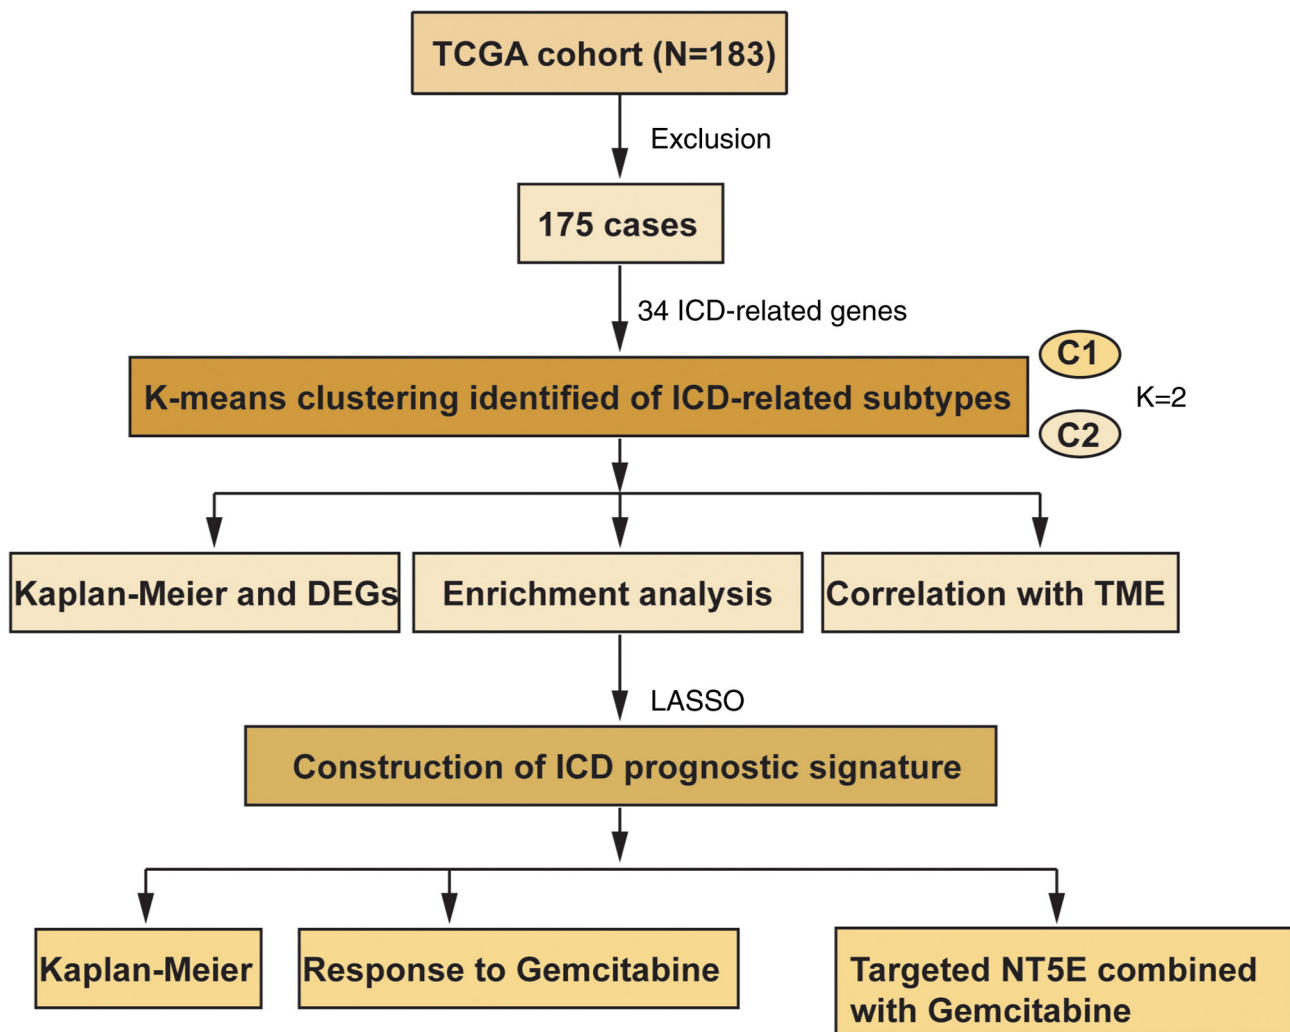 TCGA cohort (N=183)
Exclusion
175 cases
34 ICD-related genes
K-means clustering identified of ICD-related subtypes
C1
K=2
C2
Kaplan-Meier and DEGs
Enrichment analysis
Correlation with TME
LASSO
Construction of ICD prognostic signature
Kaplan-Meier
Response to Gemcitabine
Targeted NT5E combined
with Gemcitabine